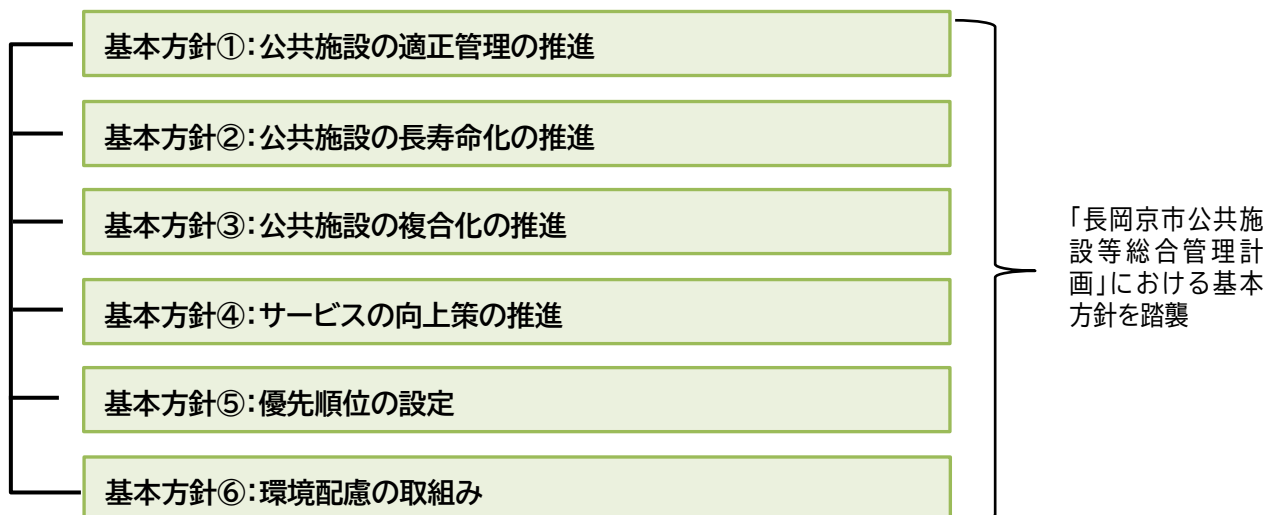 基本方針①:公共施設の適正管理の推進
基本方針②:公共施設の長寿命化の推進
基本方針③:公共施設の複合化の推進
基本方針④:サービスの向上策の推進
基本方針⑤:優先順位の設定
基本方針⑥:環境配慮の取組み
「長岡京市公共施
設等総合管理計
画」における基本
方針を踏襲